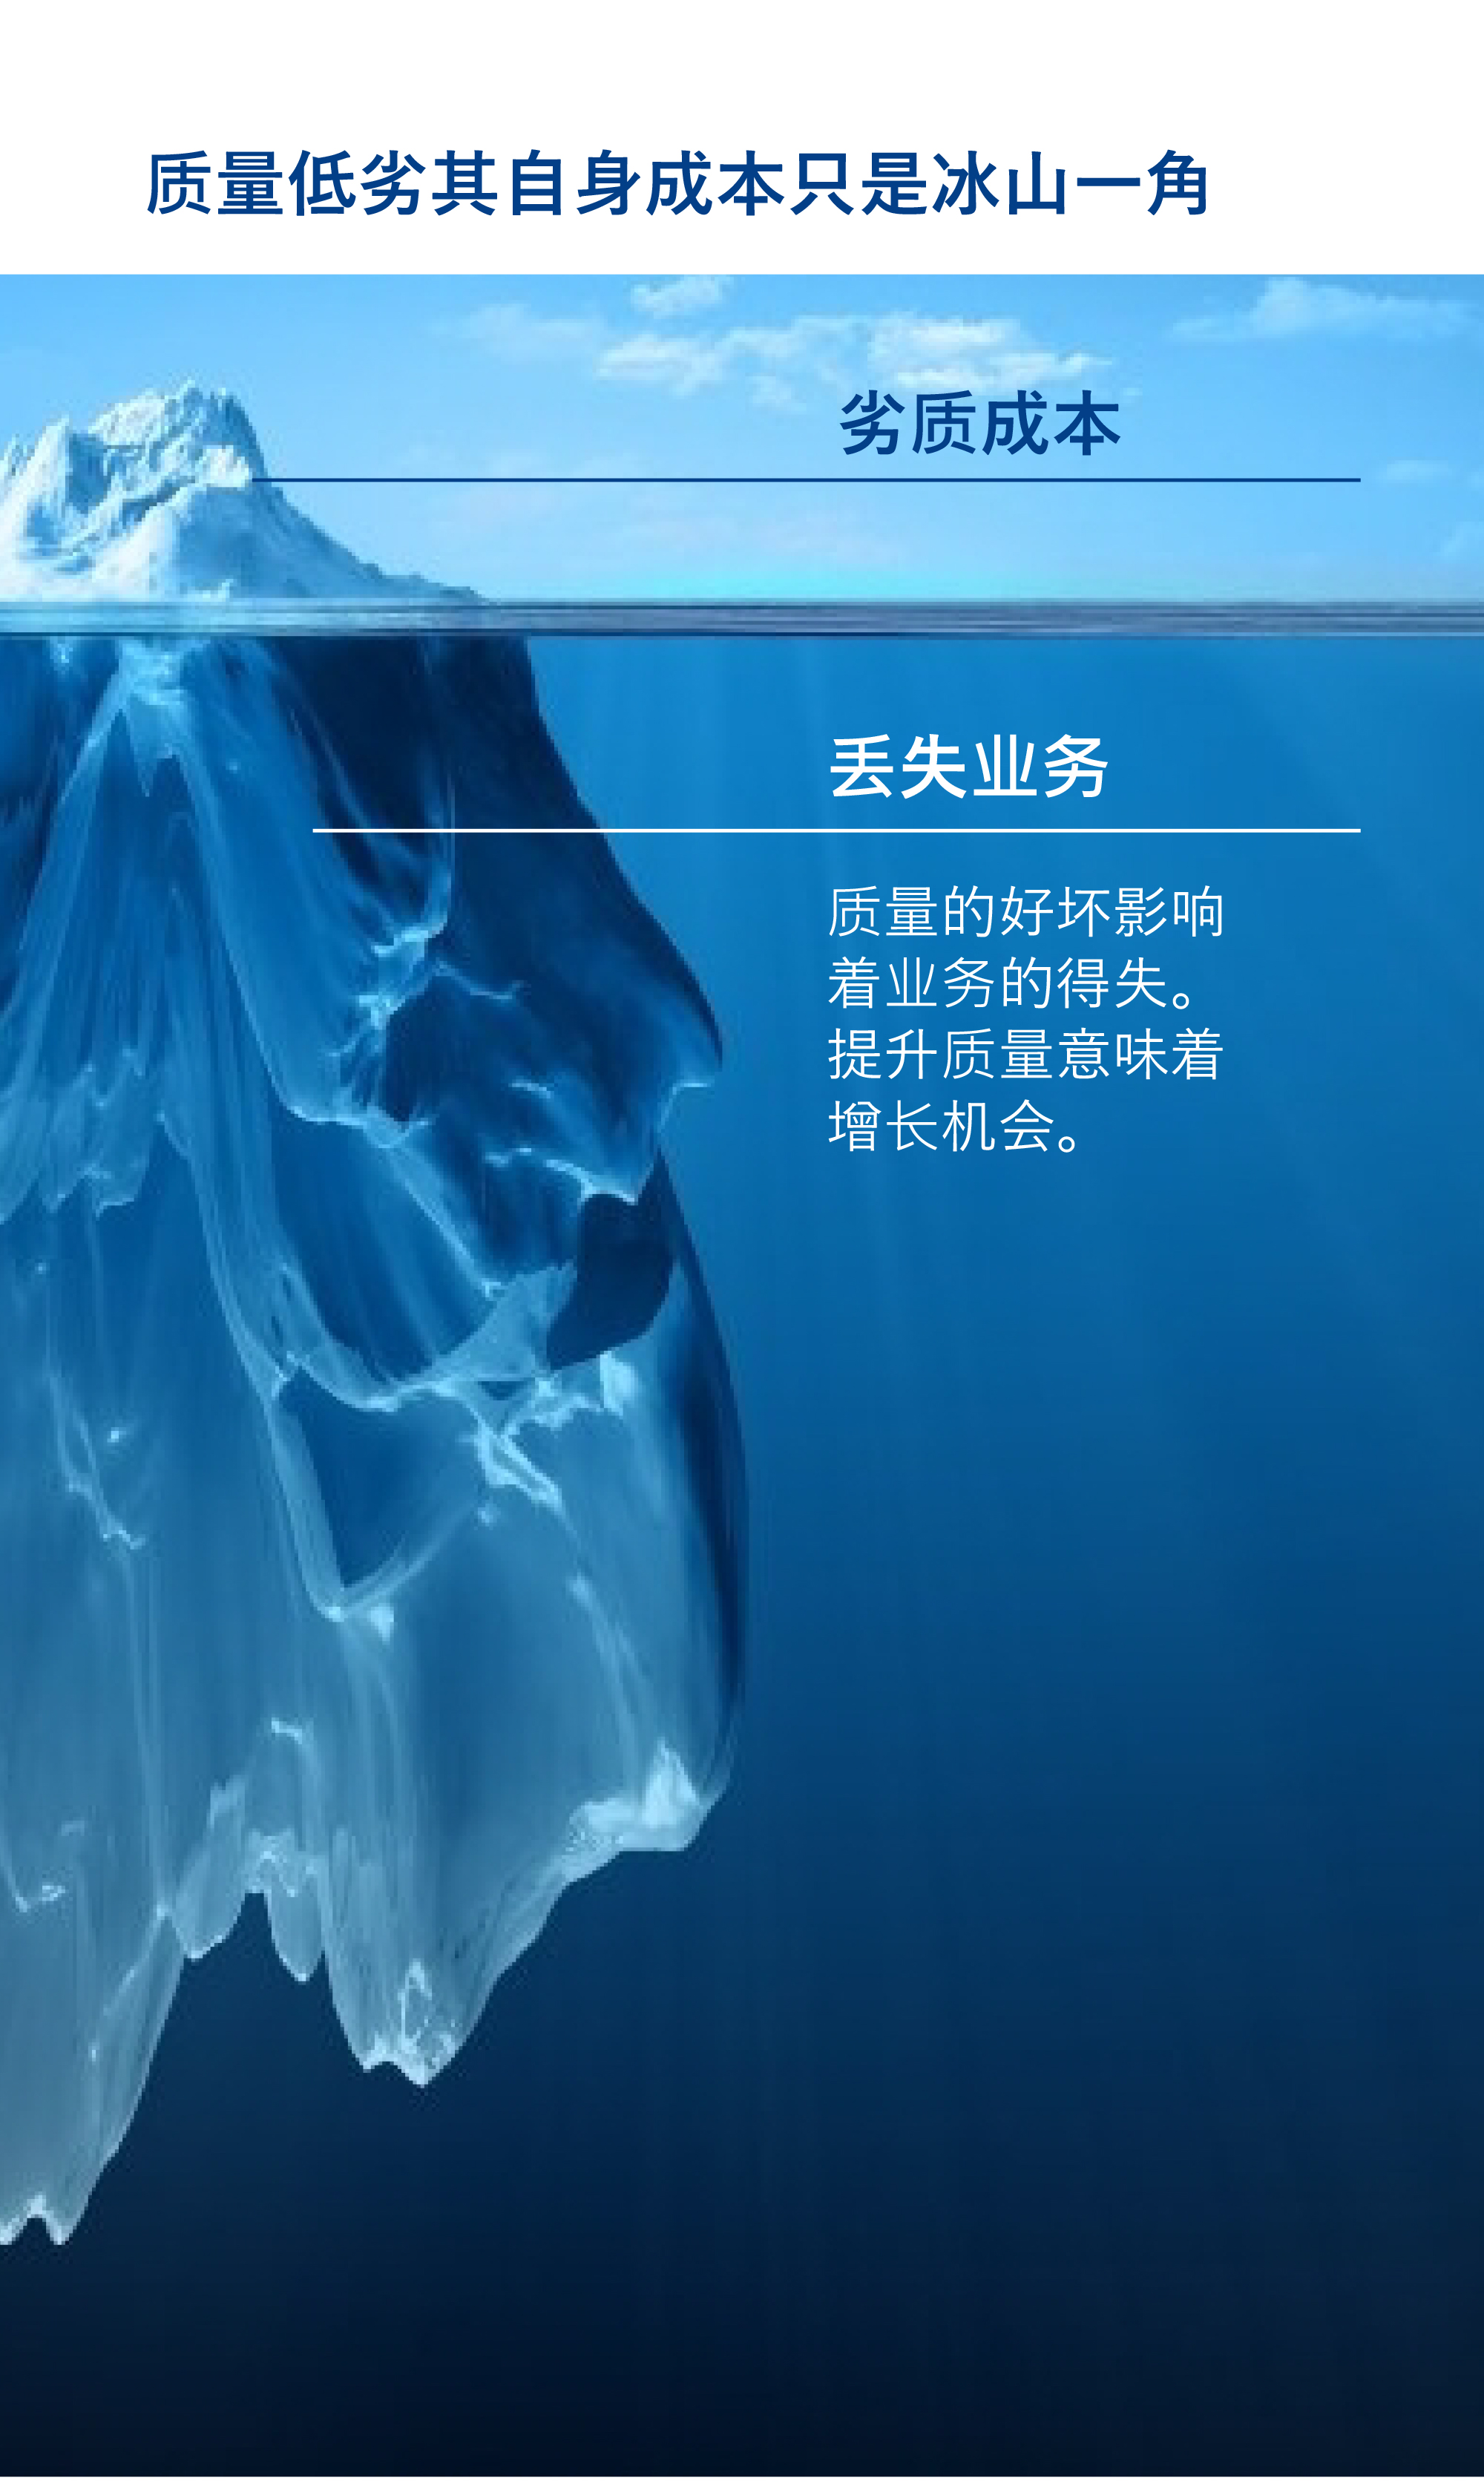 质量低劣其自身成本只是冰山一角
劣质成本
丢失业务
质量的好坏影响
着业务的得失。
提升质量意味着
增长机会。